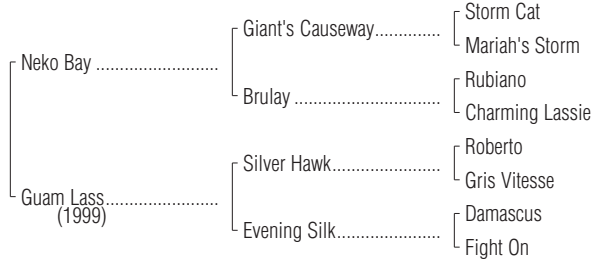 Storm Cat
Giant's Causeway..............
Mariah's Storm
Neko Bay ..........................
Rubiano
Brulay ...............................
Charming Lassie
Roberto
Silver Hawk.......................
Gris Vitesse
Guam Lass........................
(1999)
Damascus
Evening Silk......................
Fight On